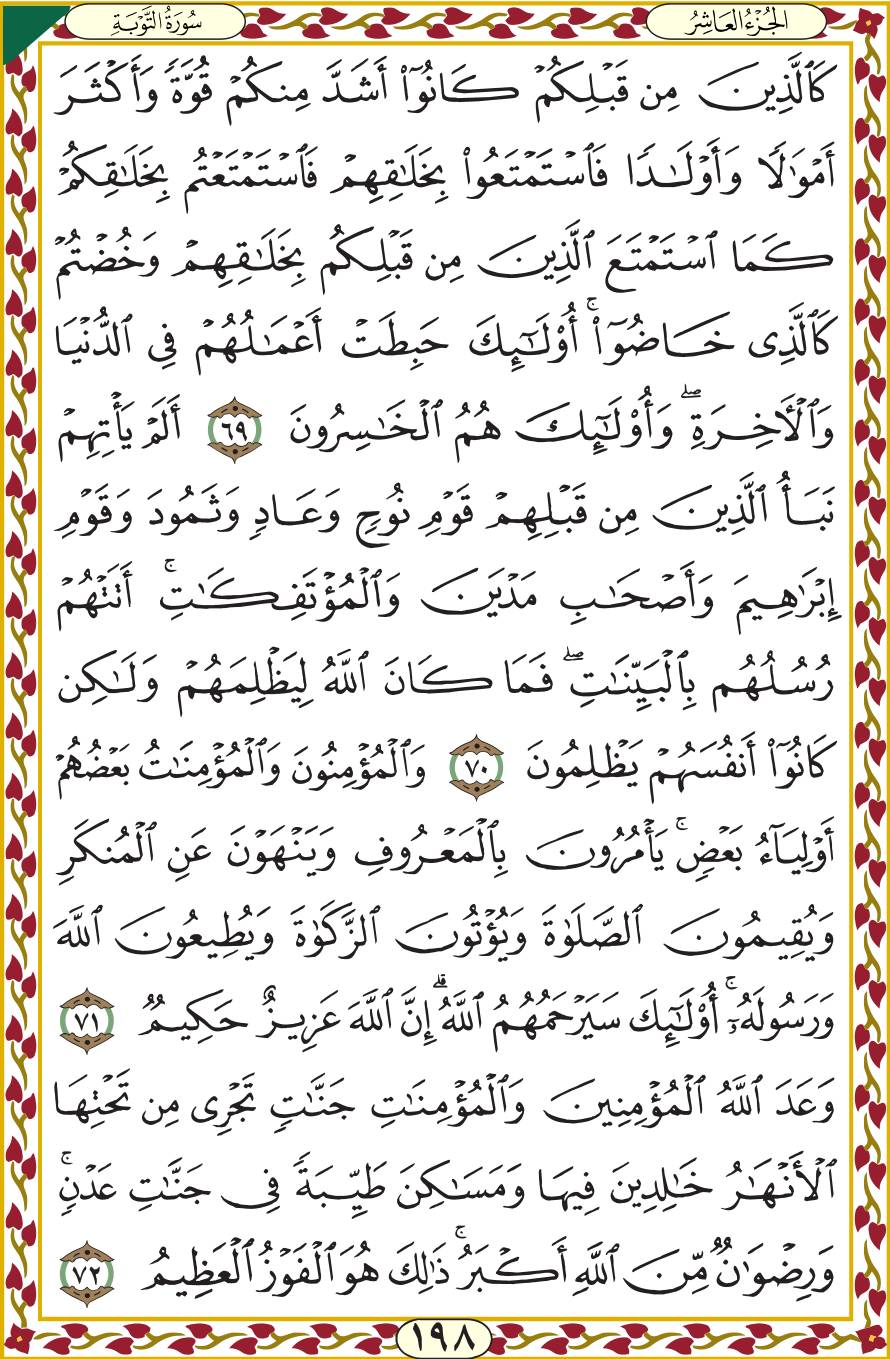 الجُزْءُ العَاشِرُ
سُورَةُ التَّوْبَةِ
كَٱلَّذِينَ مِن قَبْلِكُمْ كَانُوٓا۟ أَشَدَّ مِنكُمْ قُوَّةً وَأَكْثَرَ
أَمْوَٰلًا وَأَوْلَـٰدًا فَٱسْتَمْتَعُوا۟ بِخَلَـٰقِهِمْ فَٱسْتَمْتَعْتُم بِخَلَـٰقِكُمْ
كَمَا ٱسْتَمْتَعَ ٱلَّذِينَ مِن قَبْلِكُم بِخَلَـٰقِهِمْ وَخُضْتُمْ
كَٱلَّذِى خَاضُوٓا۟ ۚ أُو۟لَـٰٓئِكَ حَبِطَتْ أَعْمَـٰلُهُمْ فِى ٱلدُّنْيَا
وَٱلْـَٔاخِرَةِ ۖ وَأُو۟لَـٰٓئِكَ هُمُ ٱلْخَـٰسِرُونَ ٦٩ أَلَمْ يَأْتِهِمْ
نَبَأُ ٱلَّذِينَ مِن قَبْلِهِمْ قَوْمِ نُوحٍ وَعَادٍ وَثَمُودَ وَقَوْمِ
إِبْرَٰهِيمَ وَأَصْحَـٰبِ مَدْيَنَ وَٱلْمُؤْتَفِكَـٰتِ ۚ أَتَتْهُمْ
رُسُلُهُم بِٱلْبَيِّنَـٰتِ ۖ فَمَا كَانَ ٱللَّهُ لِيَظْلِمَهُمْ وَلَـٰكِن
كَانُوٓا۟ أَنفُسَهُمْ يَظْلِمُونَ ٧٠ وَٱلْمُؤْمِنُونَ وَٱلْمُؤْمِنَـٰتُ بَعْضُهُمْ
أَوْلِيَآءُ بَعْضٍ ۚ يَأْمُرُونَ بِٱلْمَعْرُوفِ وَيَنْهَوْنَ عَنِ ٱلْمُنكَرِ
وَيُقِيمُونَ ٱلصَّلَوٰةَ وَيُؤْتُونَ ٱلزَّكَوٰةَ وَيُطِيعُونَ ٱللَّهَ
وَرَسُولَهُۥٓ ۚ أُو۟لَـٰٓئِكَ سَيَرْحَمُهُمُ ٱللَّهُ ۗ إِنَّ ٱللَّهَ عَزِيزٌ حَكِيمٌ ٧١
وَعَدَ ٱللَّهُ ٱلْمُؤْمِنِينَ وَٱلْمُؤْمِنَـٰتِ جَنَّـٰتٍ تَجْرِى مِن تَحْتِهَا
ٱلْأَنْهَـٰرُ خَـٰلِدِينَ فِيهَا وَمَسَـٰكِنَ طَيِّبَةً فِى جَنَّـٰتِ عَدْنٍ ۚ
وَرِضْوَٰنٌ مِّنَ ٱللَّهِ أَكْبَرُ ۚ ذَٰلِكَ هُوَ ٱلْفَوْزُ ٱلْعَظِيمُ ٧٢
١٩٨